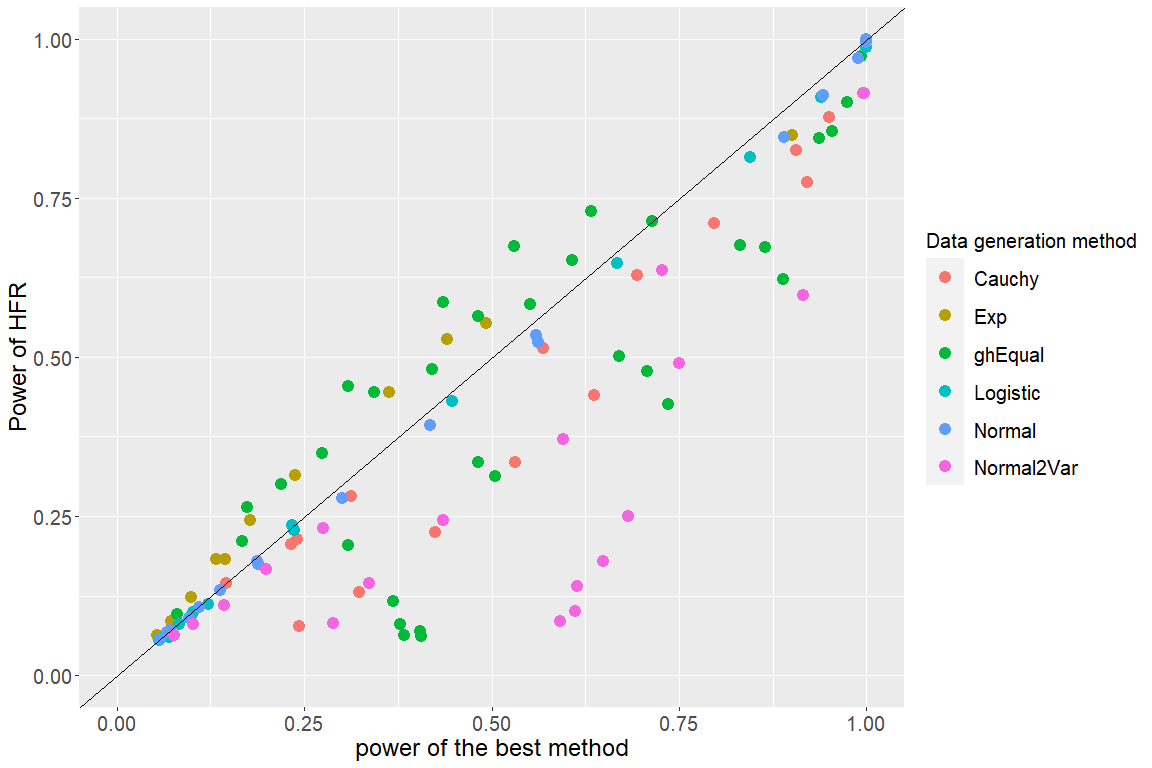 1.00
0.75
0.50
0.25
0.00
Power of HFR
0.00 0.25 0.50 0.75 1.00
power of the best method
Data generation method
Cauchy
Exp
ghEqual
Logistic
Normal
Normal2Var